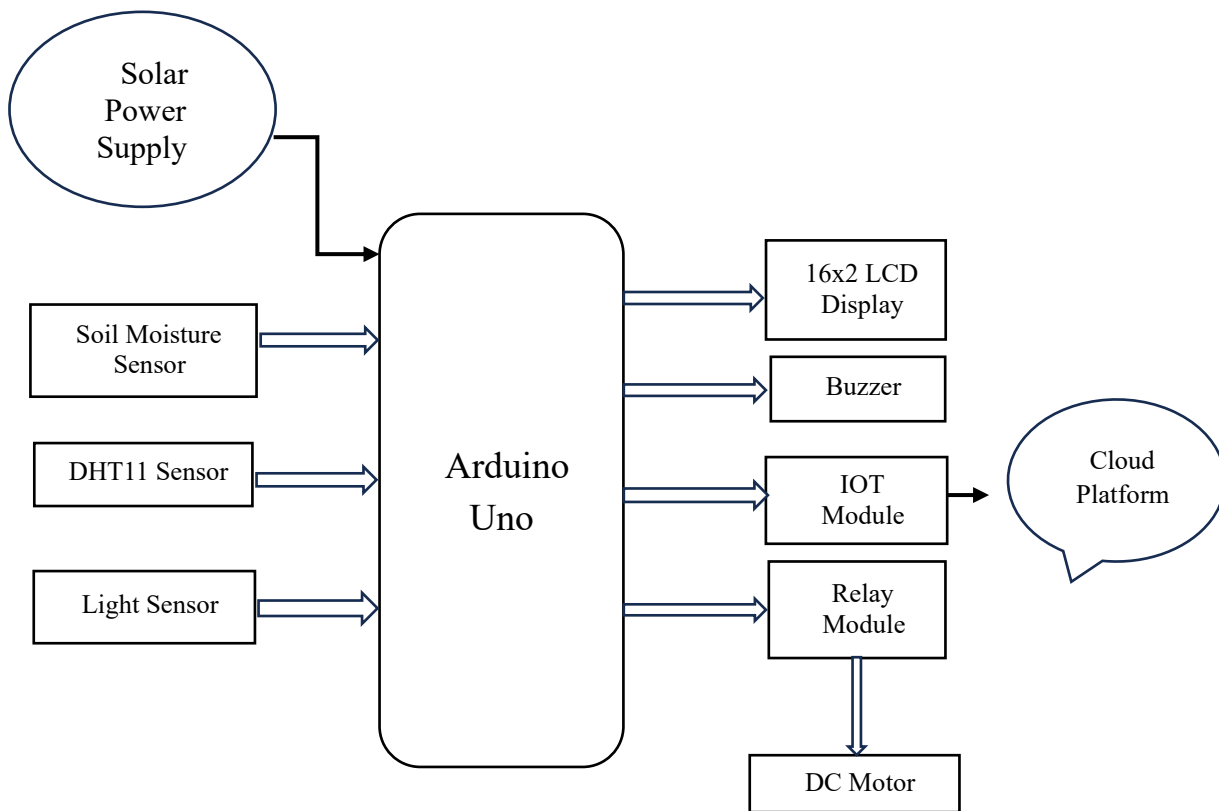 Solar
Power
Supply
16x2 LCD
Display
Soil Moisture
Sensor
Buzzer
DHT11 Sensor
Arduino
Uno
IOT
Module
Cloud
Platform
Light Sensor
Relay
Module
DC Motor